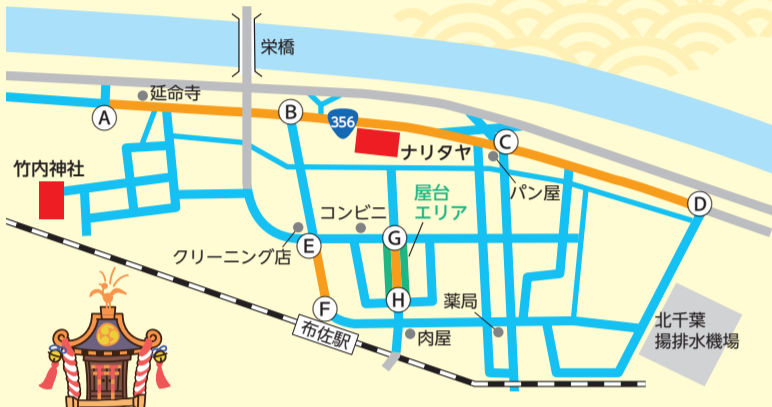 栄橋
延命寺
A
B
356
ナリタヤ
C
パン屋
竹内神社
屋台
エリア
D
コンビニ
クリーニング店
E
G
F
H
布佐駅
肉屋
薬局
北千葉
揚排水機場